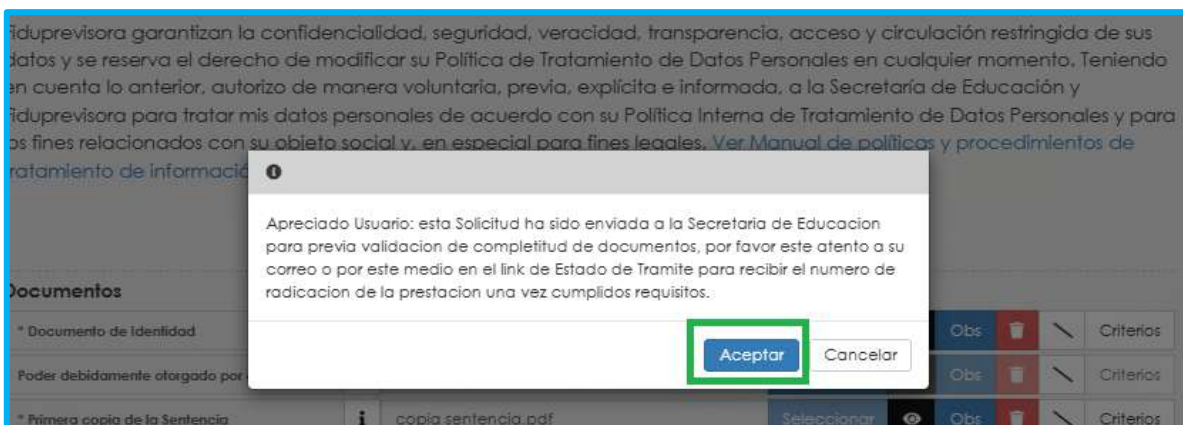 iduprevisora garantizan la confidencialidad, seguridad, veracidad, transparencia, acceso y circulación restringida de sus
datos y se reserva el derecho de modificar su Política de Tratamiento de Datos Personales en cualquier momento. Teniendo
en cuenta lo anterior, autorizo de manera voluntaria, previa, explícita e informada, a la Secretaría de Educación y
iduprevisora para tratar mis datos personales de acuerdo con su Política Interna de Tratamiento de Datos Personales y para
os fines relacionados con su objeto social y, en especial para fines legales. Ver Manual de políticas y procedimientos de
ratamiento de informació
Apreciado Usuario: esta Solicitud ha sido enviada a la Secretaria de Educacion
para previa validacion de completitud de documentos, por favor este atento a su
correo o por este medio en el link de Estado de Tramite para recibir el numero de
radicacion de la prestacion una vez cumplidos requisitos.
Aceptar Cancelar
Documentos
* Documento de Identidad Obs Criterios
Poder debidamente otorgado por Obs Criterios
* Primera copia de la Sentencia i copia sentencia.pdf Seleccionar Obs Criterios